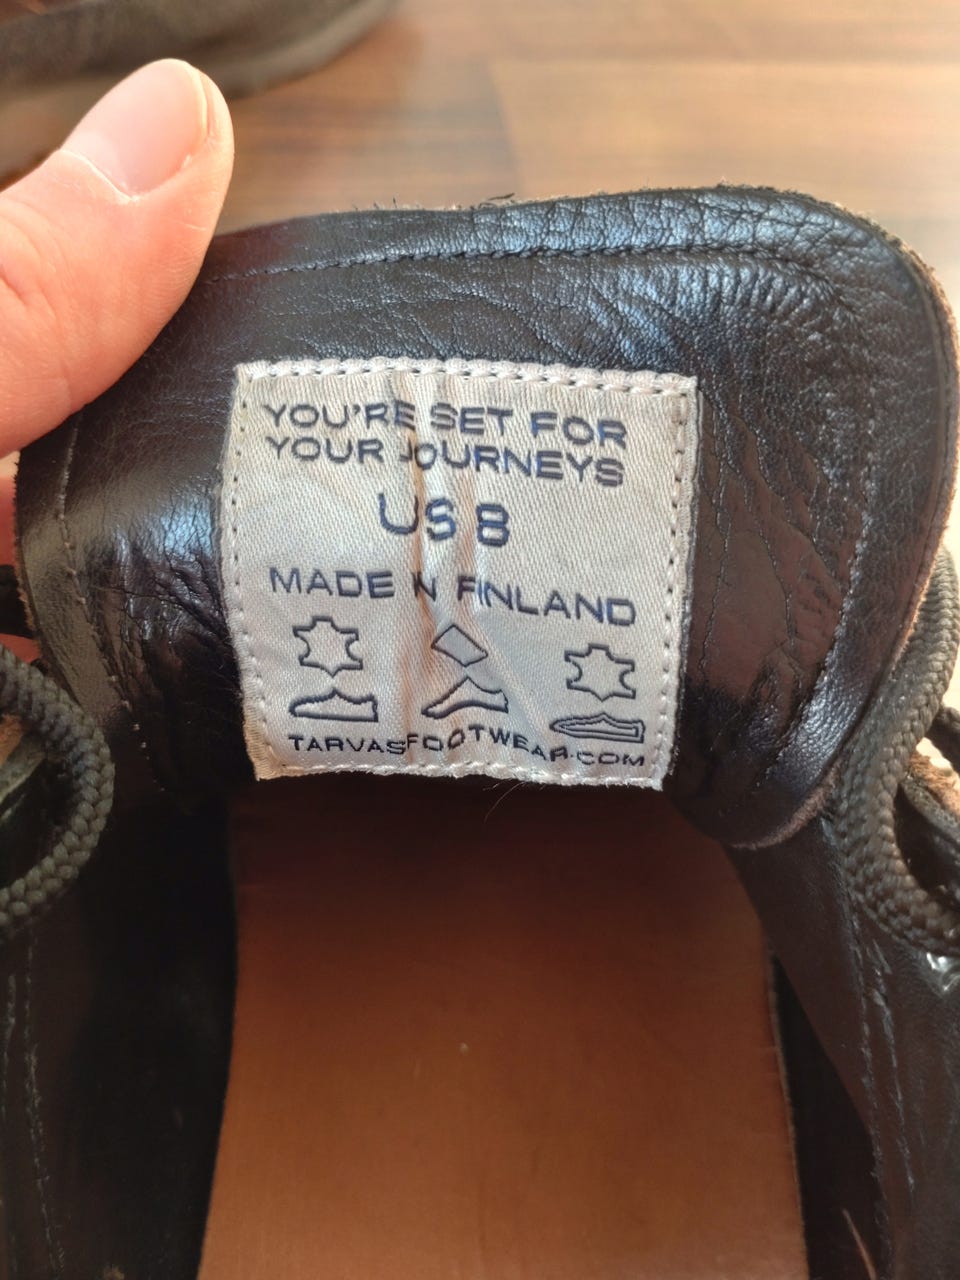 YOU'RE SET FOR
YOUR JOURNEYS
US 8
MADE IN FINLAND
TARVASFOOTWEAR.COM